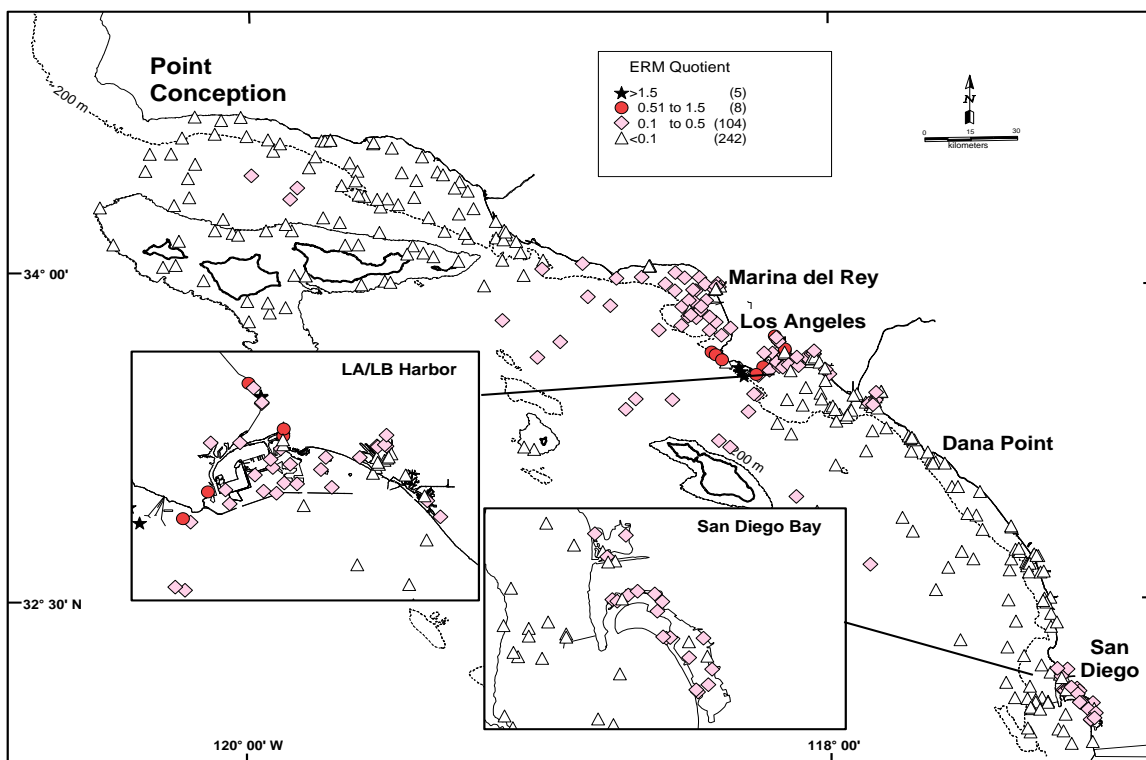 Point
Conception
200 m
ERM Quotient
>1.5 (5)
0.51 to 1.5 (8)
0.1 to 0.5 (104)
<0.1 (242)
N
0 15 30
kilometers
34° 00'
Marina del Rey
Los Angeles
LA/LB Harbor
Dana Point
200 m
San Diego Bay
32° 30' N
San
Diego
120° 00' W
118° 00'